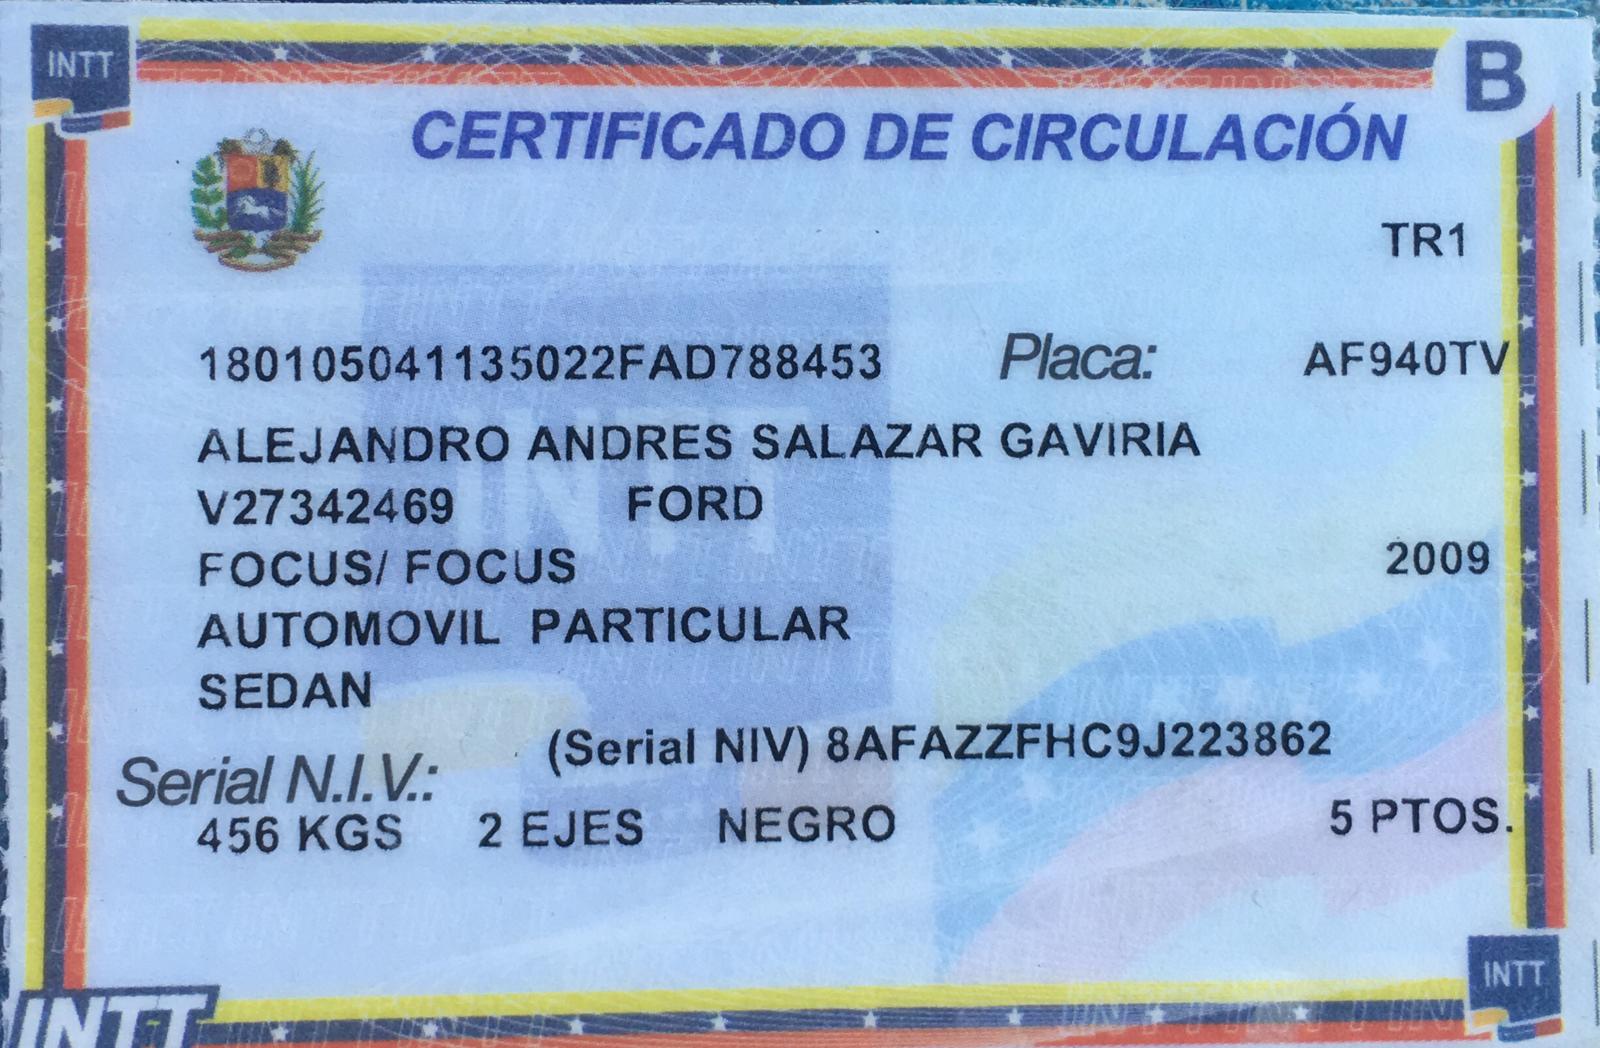 INTT
B
CERTIFICADO DE CIRCULACIÓN
TR1
180105041135022FAD788453 Placa: AF940TV
ALEJANDRO ANDRES SALAZAR GAVIRIA
V27342469 FORD
FOCUS/ FOCUS 2009
AUTOMOVIL PARTICULAR
SEDAN
Serial N.I.V.: (Serial NIV) 8AFAZZFHC9J223862
456 KGS 2 EJES NEGRO 5 PTOS.
INTT
INTT
INTT